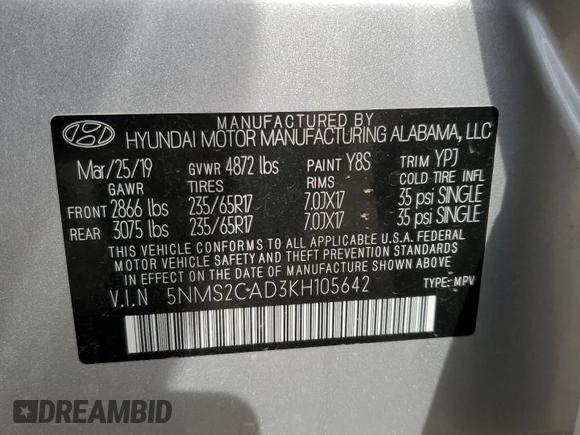 MANUFACTURED BY
HYUNDAI MOTOR MANUFACTURING ALABAMA, LLC
Mar/25/19 GVWR 4872 lbs PAINT Y8S TRIM YPJ
GAWR TIRES RIMS COLD TIRE INFL
FRONT 2866 lbs 235/65R17 7.0JX17 35 psi SINGLE
REAR 3075 lbs 235/65R17 7.0JX17 35 psi SINGLE
THIS VEHICLE CONFORMS TO ALL APPLICABLE U.S.A. FEDERAL
MOTOR VEHICLE SAFETY AND THEFT PREVENTION STANDARDS
IN EFFECT ON THE DATE OF MANUFACTURE SHOWN ABOVE.
V.I.N 5NMS2CAD3KH105642 TYPE: MPV
DREAMBID